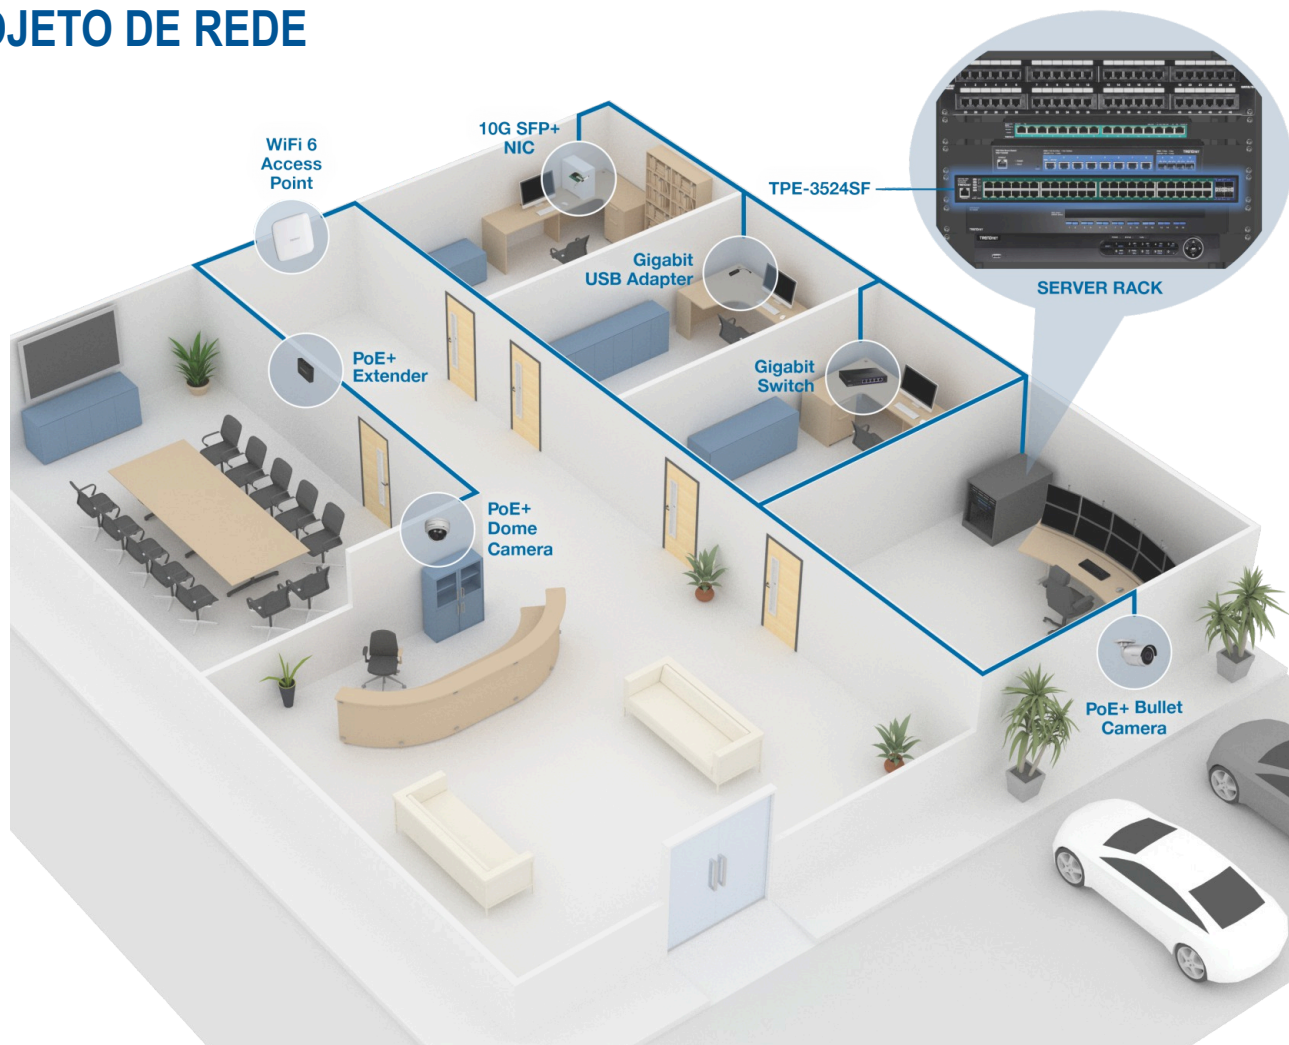 OJETO DE REDE
WiFi 6
Access
Point
10G SFP+
NIC
TPE-3524SF
Gigabit
USB Adapter
SERVER RACK
PoE+
Extender
Gigabit
Switch
PoE+
Dome
Camera
PoE+ Bullet
Camera